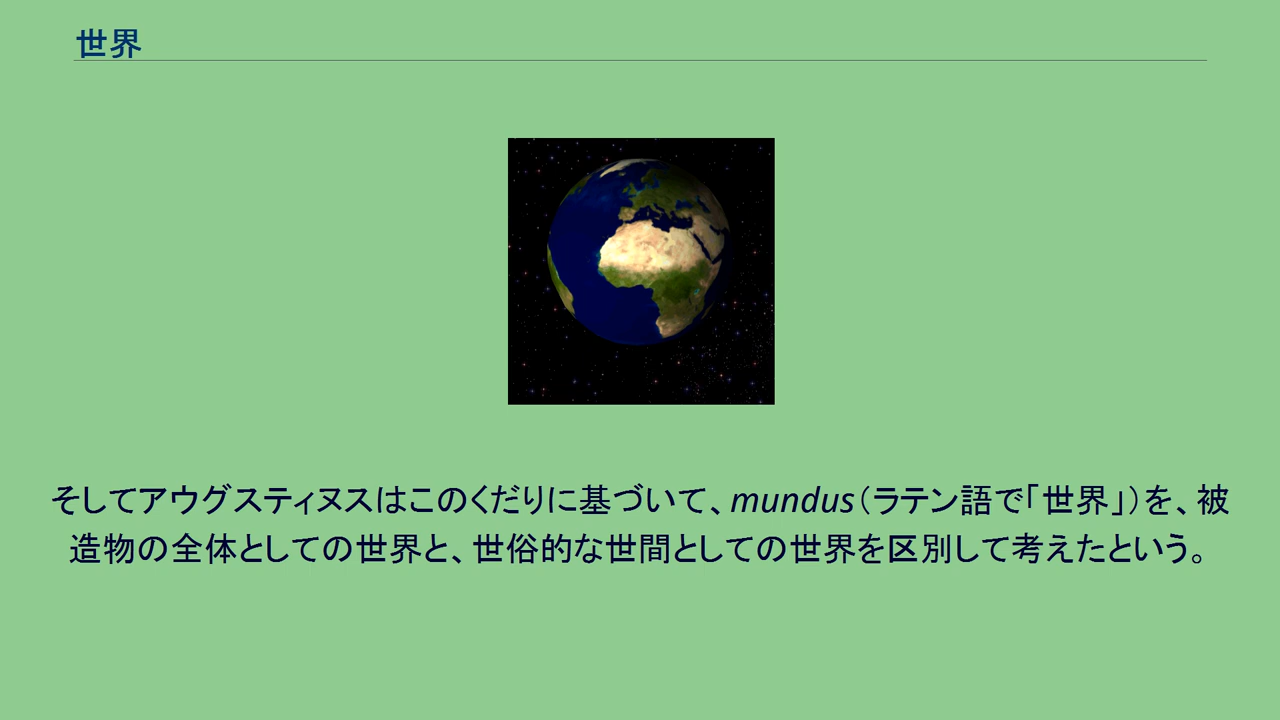 世界
そしてアウグスティヌスはこのくだりに基づいて、mundus(ラテン語で「世界」)を、被
造物の全体としての世界と、世俗的な世間としての世界を区別して考えたという。